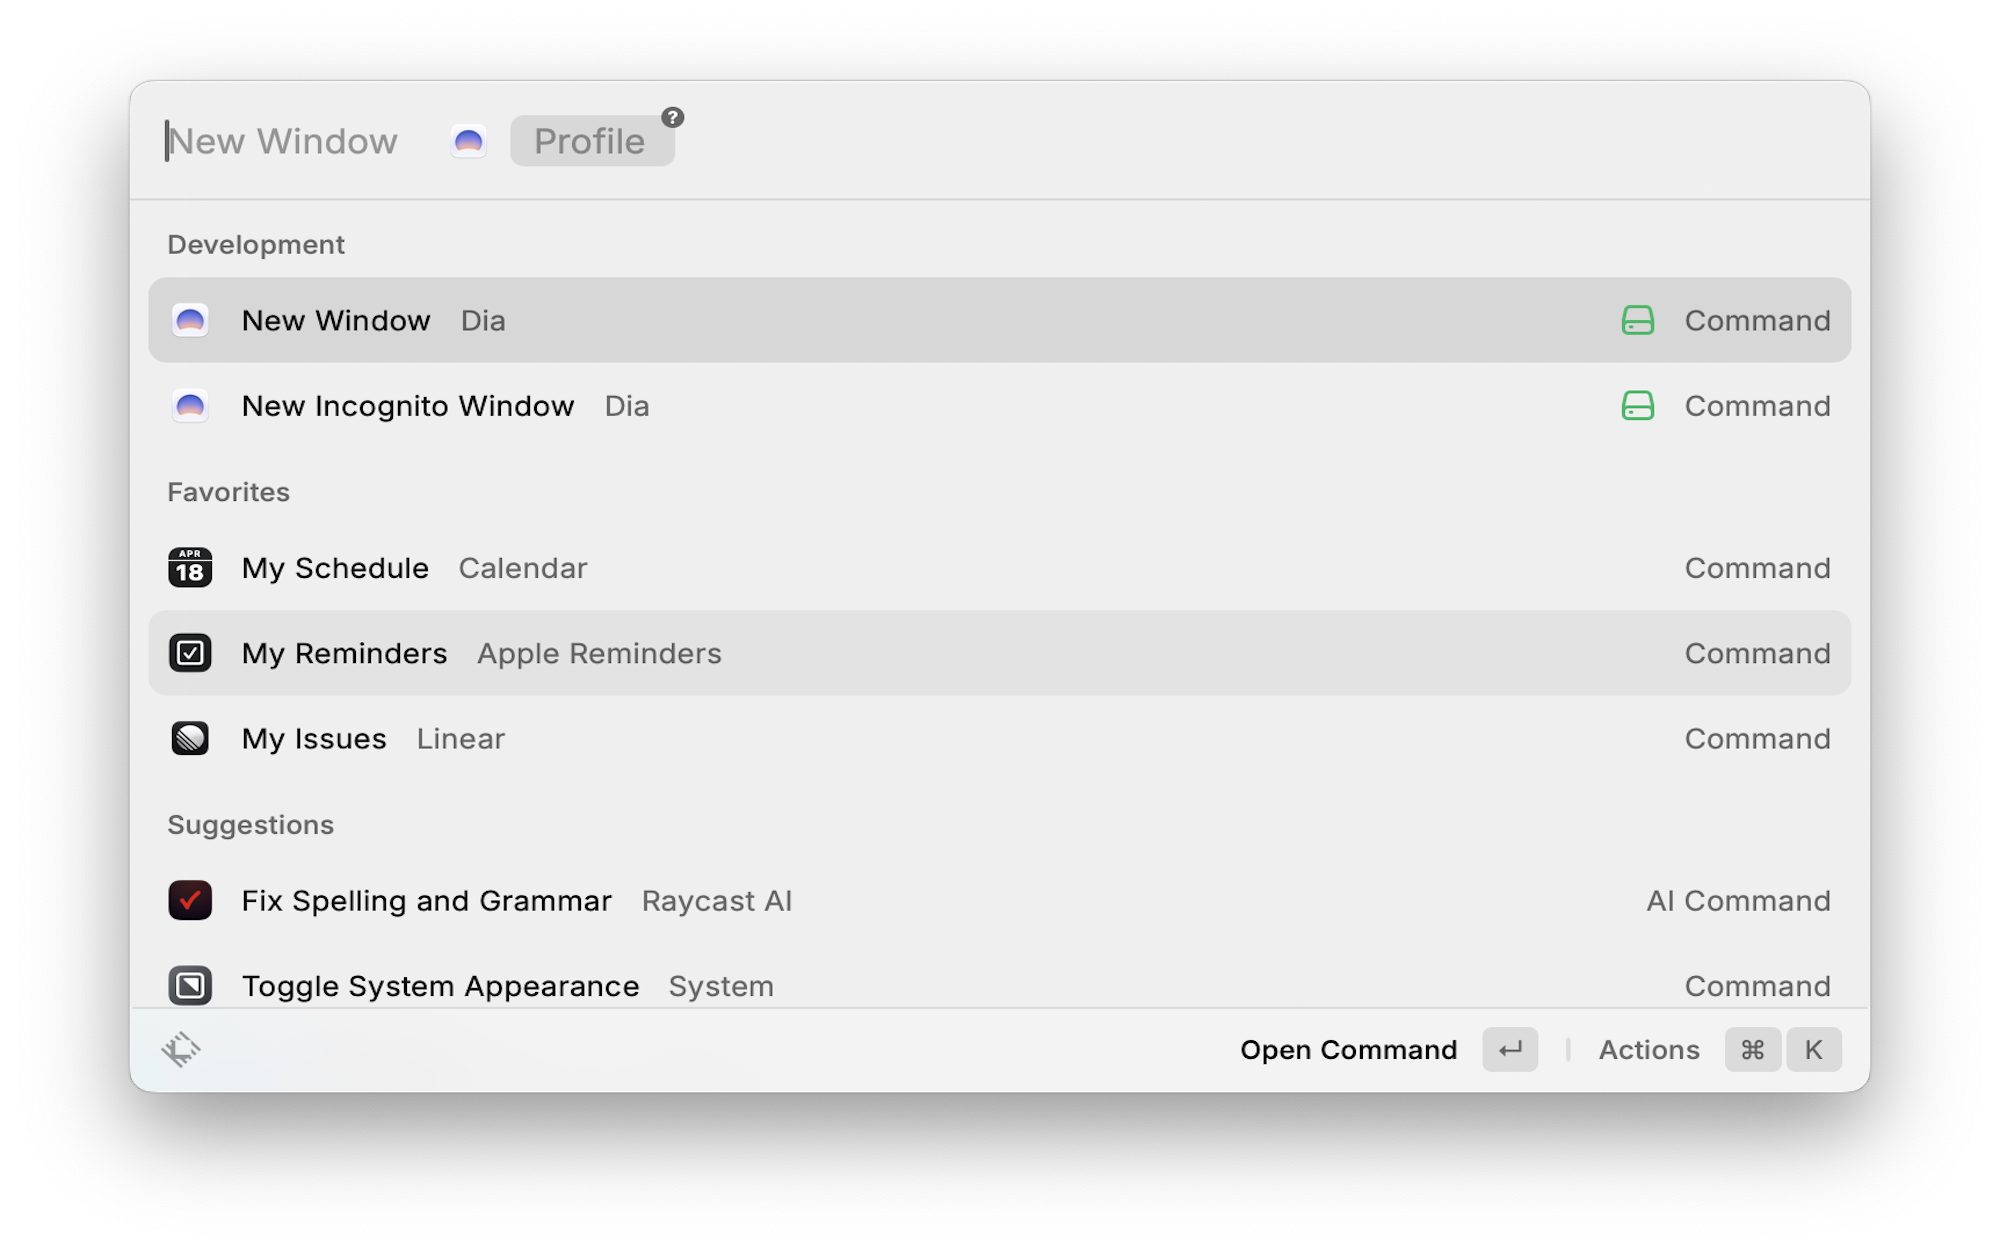 New Window Profile ?
Development
New Window Dia Command
New Incognito Window Dia Command
Favorites
APR
18 My Schedule Calendar Command
My Reminders Apple Reminders Command
My Issues Linear Command
Suggestions
Fix Spelling and Grammar Raycast AI AI Command
Toggle System Appearance System Command
Open Command ↵ Actions ⌘ K